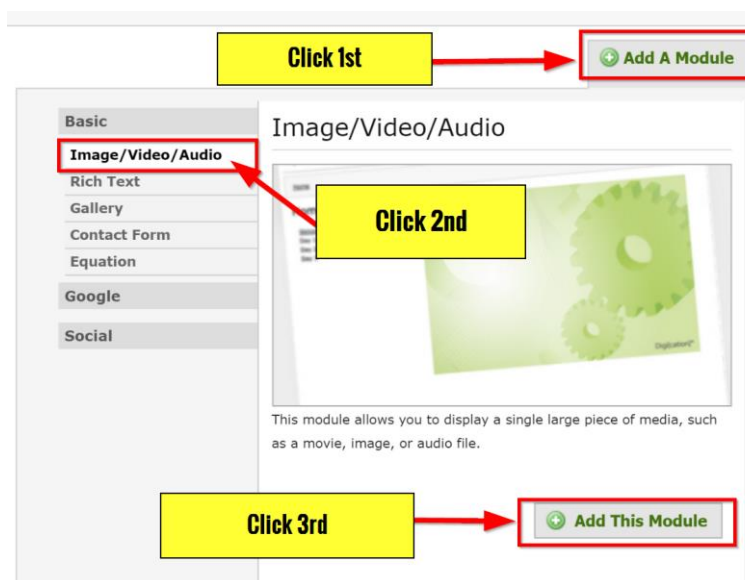 Click 1st
Add A Module
Basic
Image/Video/Audio
Rich Text
Gallery
Contact Form
Equation
Google
Social
Image/Video/Audio
Click 2nd
This module allows you to display a single large piece of media, such
as a movie, image, or audio file.
Click 3rd
Add This Module